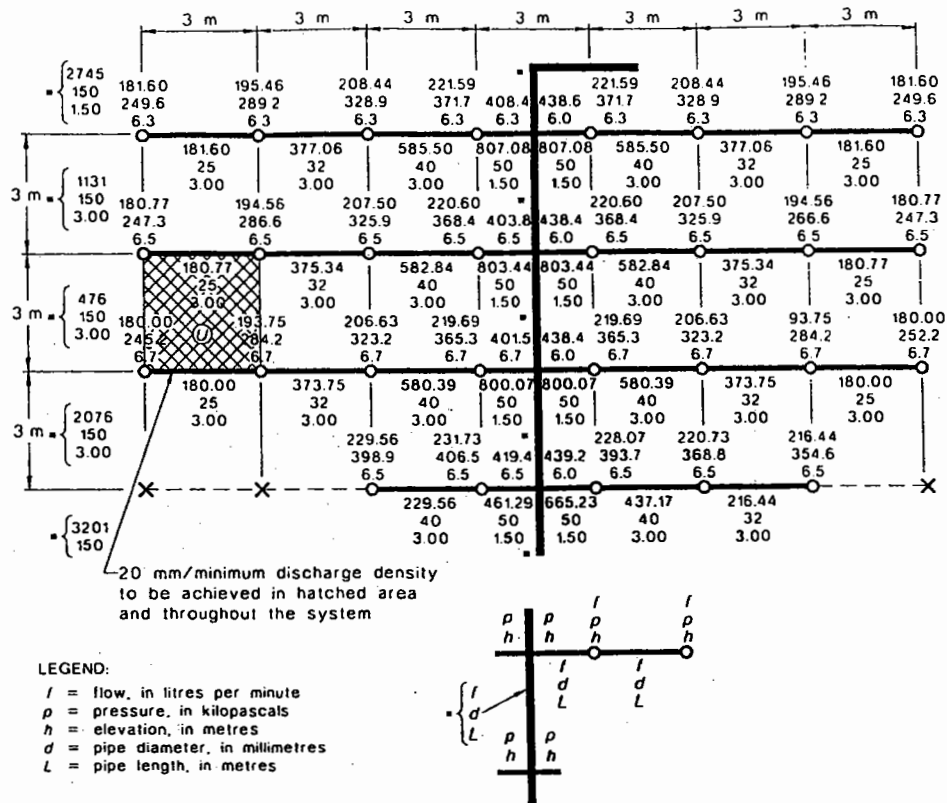 3 m 3 m 3 m 3 m 3 m 3 m 3 m
2745 181.60 195.46 208.44 221.59 221.59 208.44 195.46 181.60
150 249.6 289.2 328.9 371.7 408.4 438.6 371.7 328.9 289.2 249.6
1.50 6.3 6.3 6.3 6.3 6.3 6.0 6.3 6.3 6.3 6.3
181.60 377.06 585.50 807.08 807.08 585.50 377.06 181.60
25 32 40 50 50 40 32 25
3.00 3.00 3.00 1.50 1.50 3.00 3.00 3.00
3 m
1131 180.77 194.56 207.50 220.60 220.60 207.50 194.56 180.77
150 247.3 286.6 325.9 368.4 403.8 438.4 368.4 325.9 266.6 247.3
3.00 6.5 6.5 6.5 6.5 6.5 6.0 6.5 6.5 6.5 6.5
180.77 375.34 582.84 803.44 803.44 582.84 375.34 180.77
25 32 40 50 50 40 32 25
3.00 3.00 3.00 1.50 1.50 3.00 3.00 3.00
3 m
476 180.00 193.75 206.63 219.69 219.69 206.63 93.75 180.00
150 245.2 284.2 323.2 365.3 401.5 438.4 365.3 323.2 284.2 252.2
3.00 U 6.7 6.7 6.7 6.7 6.0 6.7 6.7 6.7 6.7
180.00 373.75 580.39 800.07 800.07 580.39 373.75 180.00
25 32 40 50 50 40 32 25
3.00 3.00 3.00 1.50 1.50 3.00 3.00 3.00
3 m
2076 229.56 231.73 228.07 220.73 216.44
150 398.9 406.5 419.4 439.2 393.7 368.8 354.6
3.00 6.5 6.5 6.5 6.0 6.5 6.5 6.5
229.56 461.29 665.23 437.17 216.44
40 50 50 40 32
3.00 1.50 1.50 3.00 3.00
3201
150
20 mm/minimum discharge density
to be achieved in hatched area
and throughout the system
LEGEND:
f = flow, in litres per minute
p = pressure, in kilopascals
h = elevation, in metres
d = pipe diameter, in millimetres
L = pipe length, in metres
f f
p p p p
h h h h
f f
d d
L L
f
d
L
p p
h h